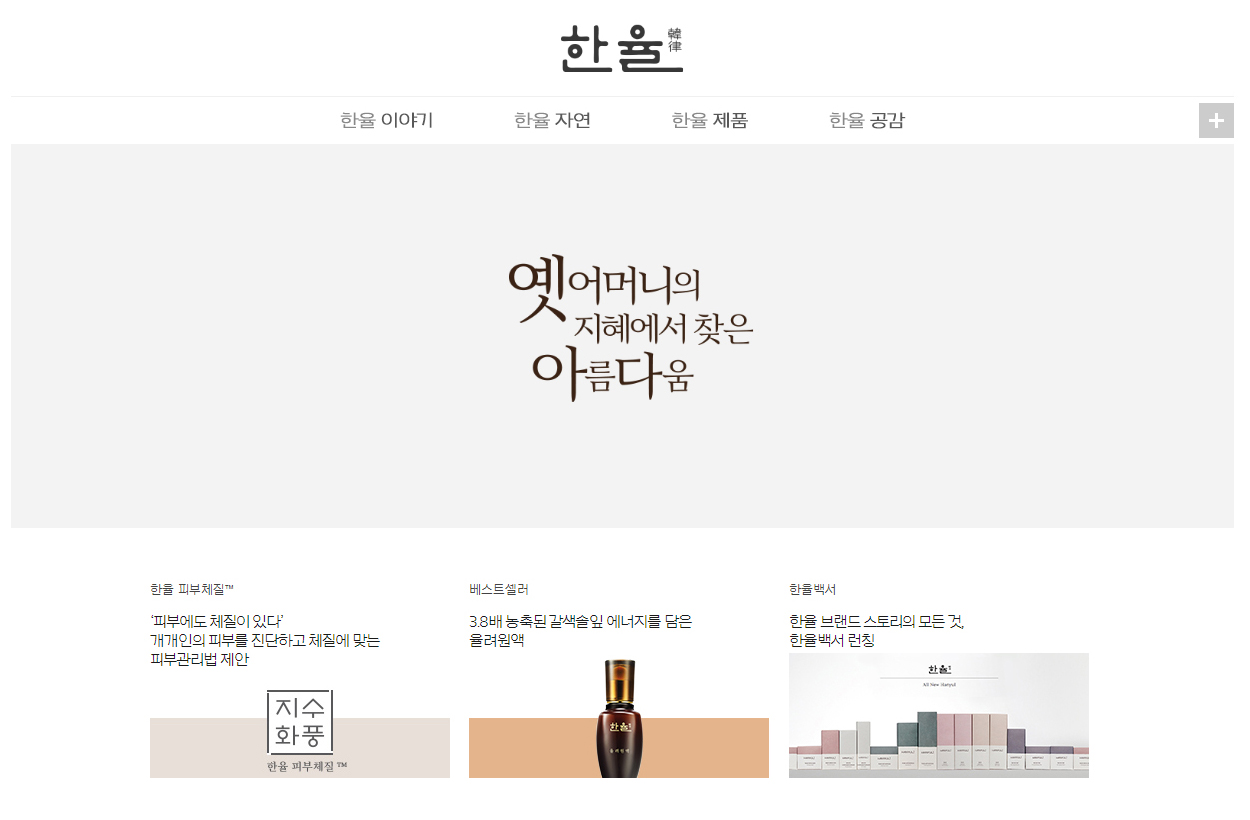 한율 韓律
한율 이야기 한율 자연 한율 제품 한율 공감
옛어머니의
지혜에서 찾은
아름다움
한율 피부체질™
‘피부에도 체질이 있다’
개개인의 피부를 진단하고 체질에 맞는
피부관리법 제안
지수
화풍
한율 피부체질™
베스트셀러
3.8배 농축된 갈색솔잎 에너지를 담은
율려원액
한율
율려원액
한율백서
한율 브랜드 스토리의 모든 것,
한율백서 런칭
한율
All New Hanyul